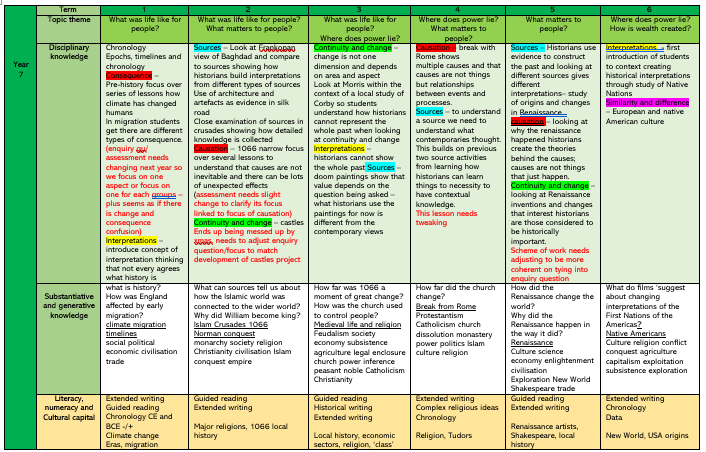 Term
1
2
3
4
5
6
Topic theme
What was life like for
people?
What was life like for people?
What matters to people?
What was life like for
people?
Where does power lie?
Where does power lie?
What matters to
people?
What matters to
people?
Where does power lie?
How is wealth created?
Year
7
Disciplinary
knowledge
Chronology
Epochs, timelines and
chronology
Consequence –
Pre-history focus over
series of lessons how
climate has changed
humans
In migration students
get there are different
types of consequence.
(enquiry qu/
assessment needs
changing next year so
we focus on one
aspect or focus on
one for each groups –
plus seems as if there
is change and
consequence
confusion)
Interpretations –
introduce concept of
interpretation thinking
that not every agrees
what history is
Sources – Look at Frankopan
view of Baghdad and compare
to sources showing how
historians build interpretations
from different types of sources
Use of architecture and
artefacts as evidence in silk
road
Close examination of sources in
crusades showing how detailed
knowledge is collected
Causation – 1066 narrow focus
over several lessons to
understand that causes are not
inevitable and there can be lots
of unexpected effects
(assessment needs slight
change to clarify its focus
linked to focus of causation)
Continuity and change – castles
Ends up being messed up by
xmas, needs to adjust enquiry
question/focus to match
development of castles project
Continuity and change –
change is not one
dimension and depends
on area and aspect
Look at Morris within the
context of a local study of
Corby so students
understand how historians
cannot represent the
whole past when looking
at continuity and change
Interpretations –
historians cannot show
the whole past Sources –
doom paintings show that
value depends on the
question being asked –
what historians use the
paintings for now is
different from the
contemporary views
Causation – break with
Rome shows
multiple causes and that
causes are not things
but relationships
between events and
processes.
Sources – to understand
a source we need to
understand what
contemporaries thought.
This builds on previous
two source activities
from learning how
historians can learn
things to necessity to
have contextual
knowledge.
This lesson needs
tweaking
Sources – Historians use
evidence to construct
the past and looking at
different sources gives
different
interpretations– study
of origins and changes
in Renaissance.
causation – looking at
why the renaissance
happened historians
create the theories
behind the causes;
causes are not things
that just happen.
Continuity and change –
looking at Renaissance
inventions and changes
that interest historians
are those considered to
be historically
important.
Scheme of work needs
adjusting to be more
coherent on tying into
enquiry question
Interpretations – first
introduction of students
to context creating
historical interpretations
through study of Native
Nations
Similarity and difference
– European and native
American culture
Substantive
and generative
knowledge
what is history?
How was England
affected by early
migration?
climate migration
timelines
social political
economic civilisation
trade
What can sources tell us about
how the Islamic world was
connected to the wider world?
Why did William become king?
Islam Crusades 1066
Norman conquest
monarchy society religion
Christianity civilisation Islam
conquest empire
How far was 1066 a
moment of great change?
How was the church used
to control people?
Medieval life and religion
Feudalism society
economy subsistence
agriculture legal enclosure
church power inference
peasant noble Catholicism
Christianity
How far did the church
change?
Break from Rome
Protestantism
Catholicism church
dissolution monastery
power politics Islam
culture religion
How did the
Renaissance change the
world?
Why did the
Renaissance happen in
the way it did?
Renaissance
Culture science
economy enlightenment
civilisation
Exploration New World
Shakespeare trade
What do films 'suggest
about changing
interpretations of the
First Nations of the
Americas?
Native Americans
Culture religion conflict
conquest agriculture
capitalism exploitation
subsistence exploration
Literacy,
numeracy and
Cultural capital
Extended writing
Guided reading
Chronology CE and
BCE -/+
Climate change
Eras, migration
Guided reading
Extended writing
Major religions, 1066 local
history
Guided reading
Historical writing
Extended writing
Local history, economic
sectors, religion, 'class'
Extended writing
Complex religious ideas
Chronology
Religion, Tudors
Guided reading
Extended writing
Renaissance artists,
Shakespeare, local
history
Extended writing
Chronology
Data
New World, USA origins